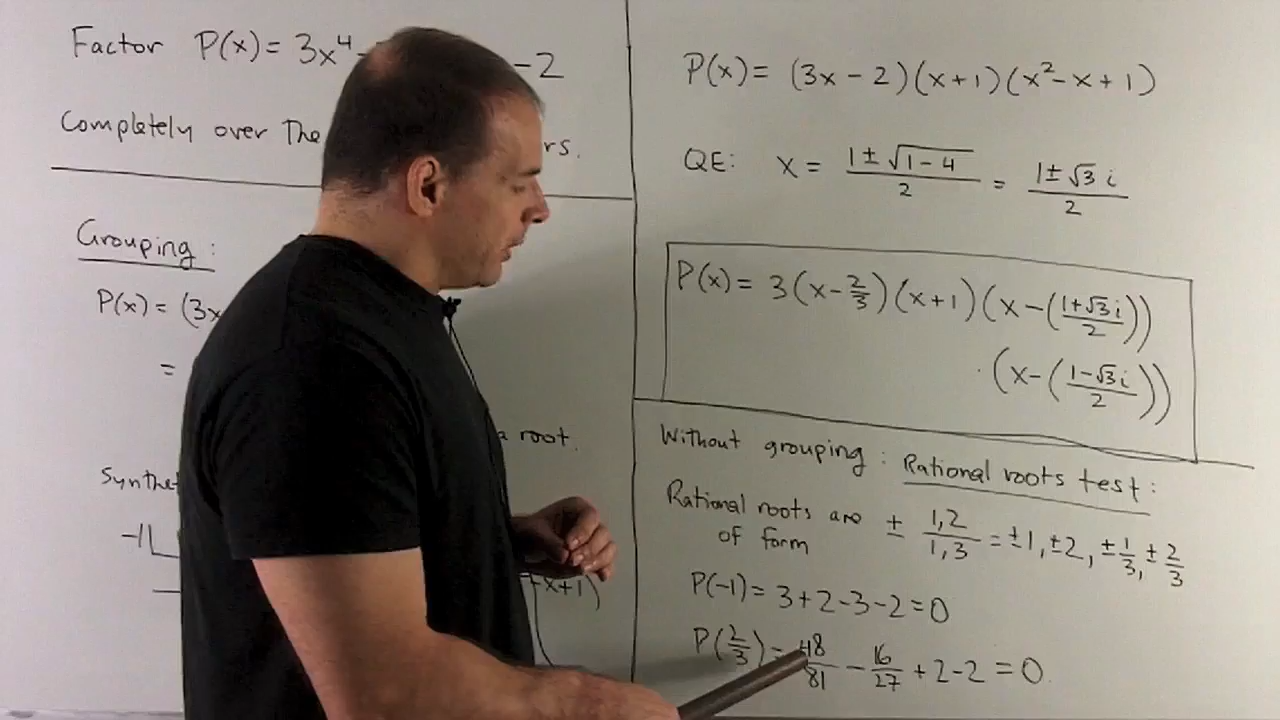 Factor P(x) = 3x⁴ - -2
Completely over The rs.
Grouping:
P(x) = (3x
=
a root.
Synthet
-1
-x+1)
P(x) = (3x-2)(x+1)(x²-x+1)
QE: x = (1±√(1-4))/2 = (1±√3 i)/2
P(x) = 3(x-2/3)(x+1)(x-((1+√3i)/2))
·(x-((1-√3i)/2))
Without grouping: Rational roots test:
Rational roots are of form ± 1,2/1,3 = ±1, ±2, ±1/3, ±2/3
P(-1) = 3+2-3-2=0
P(2/3) = 48/81 - 16/27 +2-2 = 0.